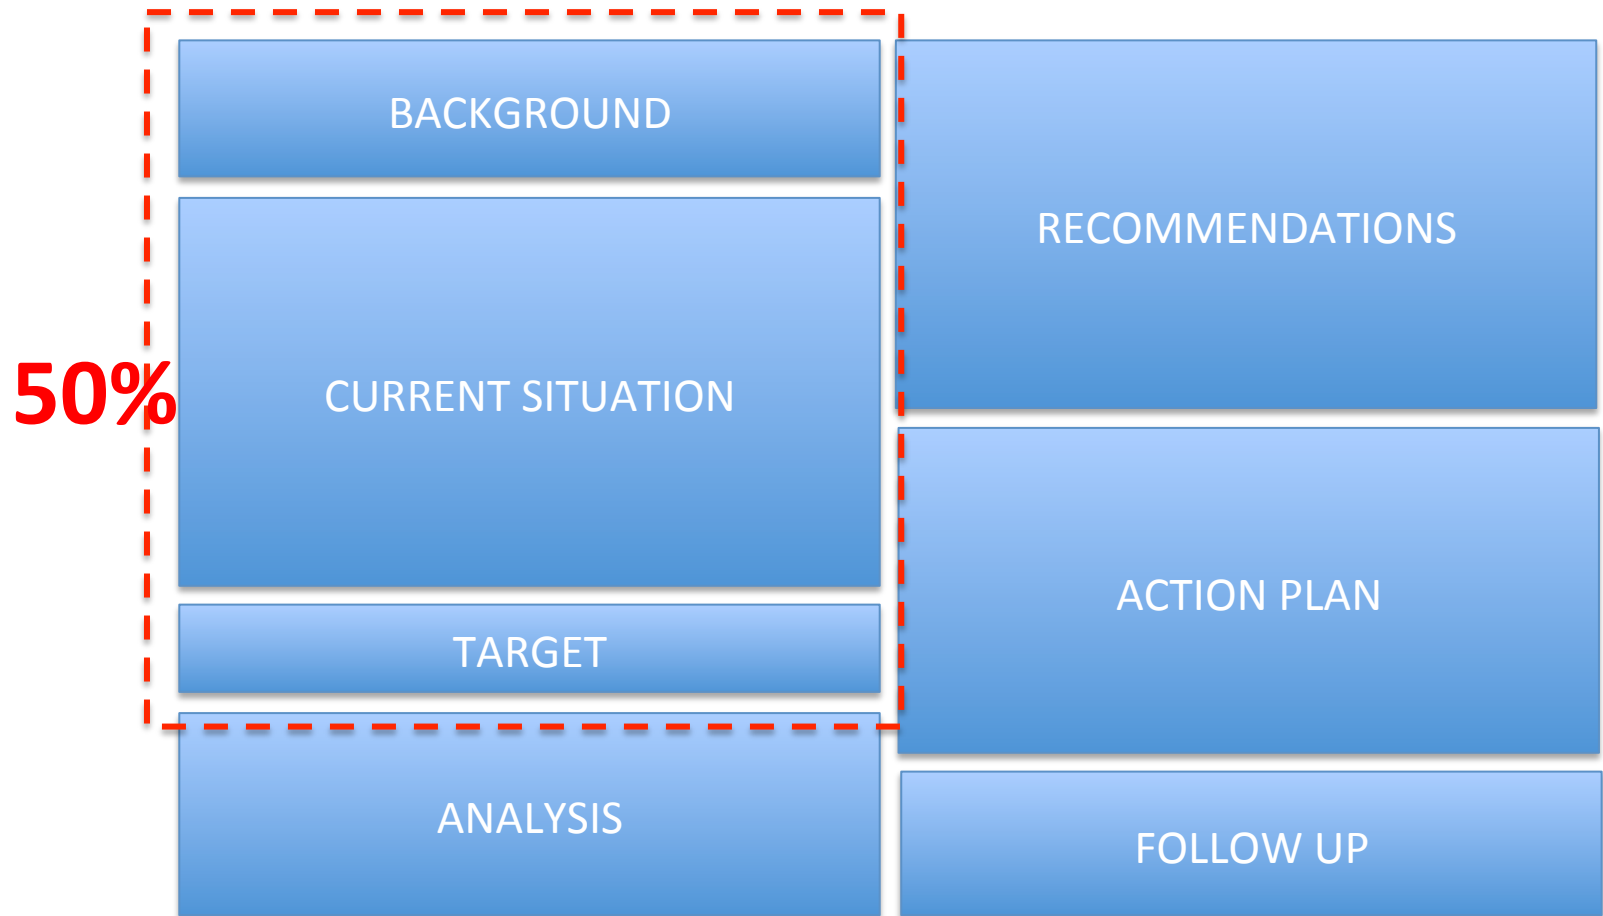 BACKGROUND
CURRENT SITUATION
50%
TARGET
ANALYSIS
RECOMMENDATIONS
ACTION PLAN
FOLLOW UP